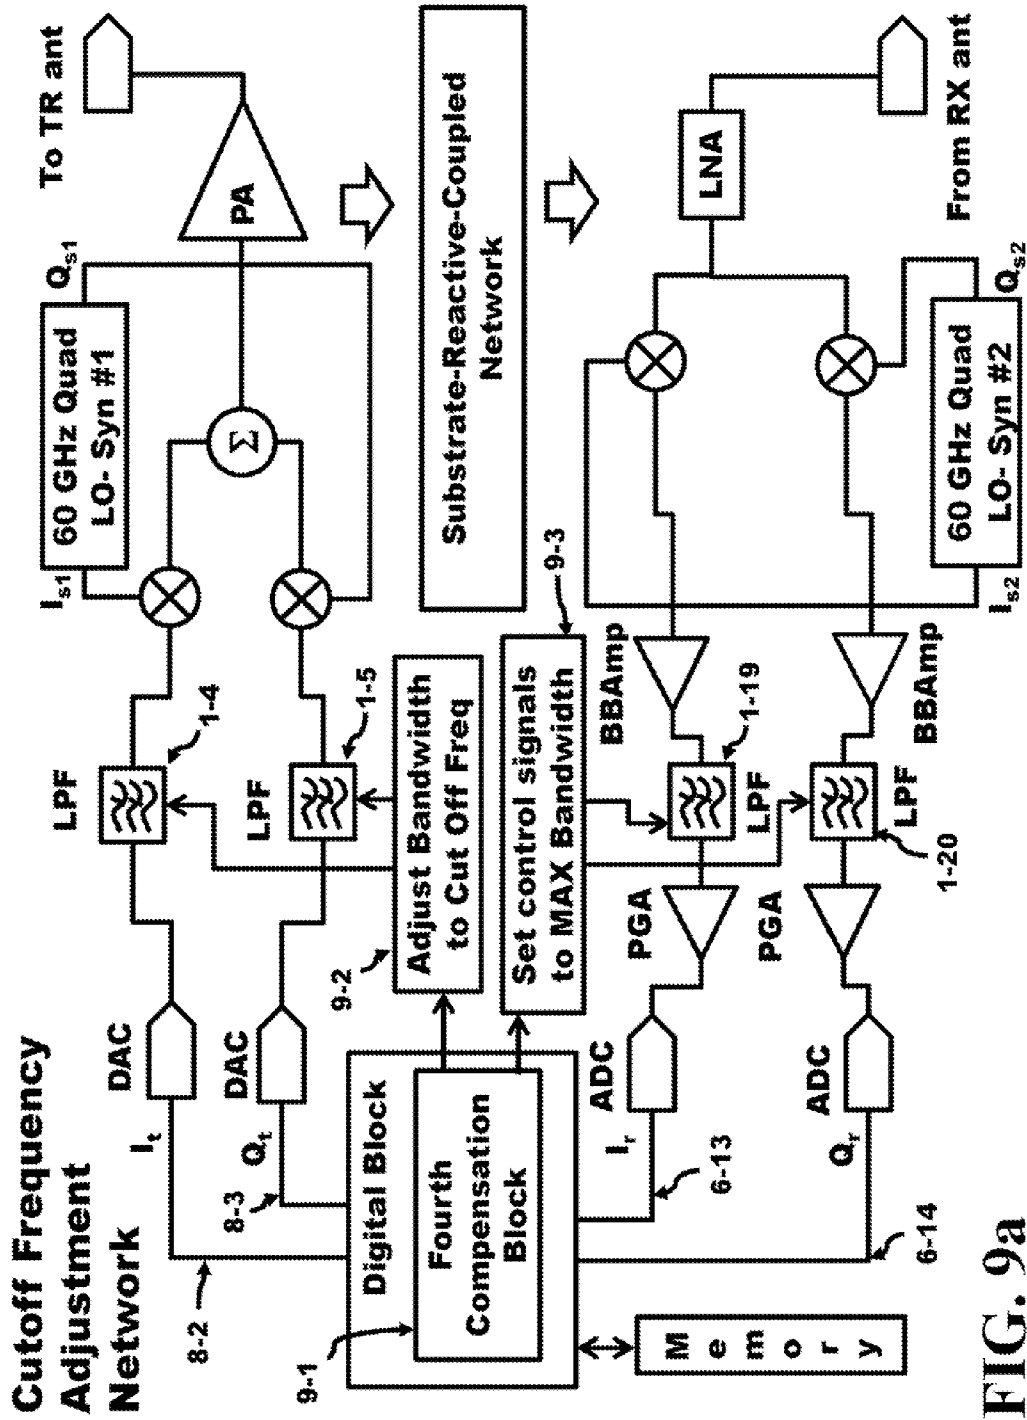 Cutoff Frequency
Adjustment
Network
To TR ant
60 GHz Quad
LO- Syn #1
I_s1
Q_s1
PA
Σ
LPF
1-4
LPF
1-5
DAC
DAC
I_t
Q_t
8-2
8-3
Substrate-Reactive-Coupled
Network
9-2
Adjust Bandwidth
to Cut Off Freq
9-3
Set control signals
to MAX Bandwidth
9-1
Digital Block
Fourth
Compensation
Block
Memory
LNA
From RX ant
60 GHz Quad
LO- Syn #2
I_s2
Q_s2
BBAmp
BBAmp
1-19
LPF
LPF
1-20
PGA
PGA
ADC
ADC
I_r
Q_r
6-13
6-14
FIG. 9a